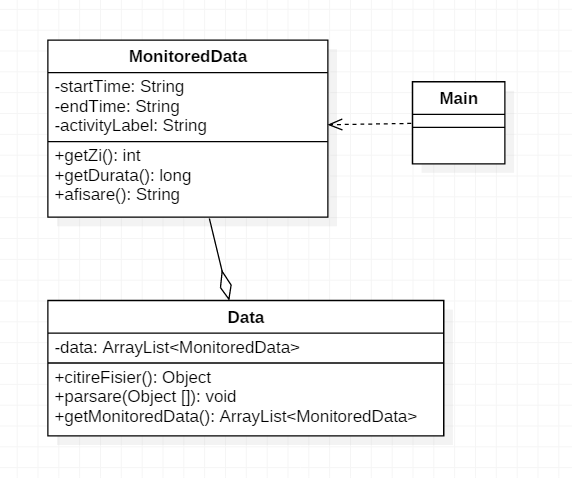 MonitoredData
-startTime: String
-endTime: String
-activityLabel: String
+getZi(): int
+getDurata(): long
+afisare(): String
Main
Data
-data: ArrayList<MonitoredData>
+citireFisier(): Object
+parsare(Object []): void
+getMonitoredData(): ArrayList<MonitoredData>